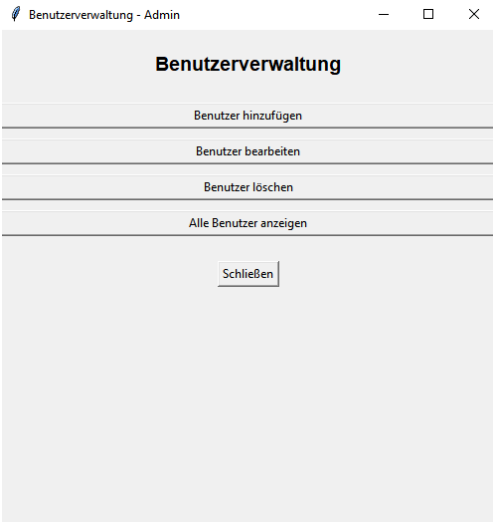 Benutzerverwaltung - Admin
Benutzerverwaltung
Benutzer hinzufügen
Benutzer bearbeiten
Benutzer löschen
Alle Benutzer anzeigen
Schließen